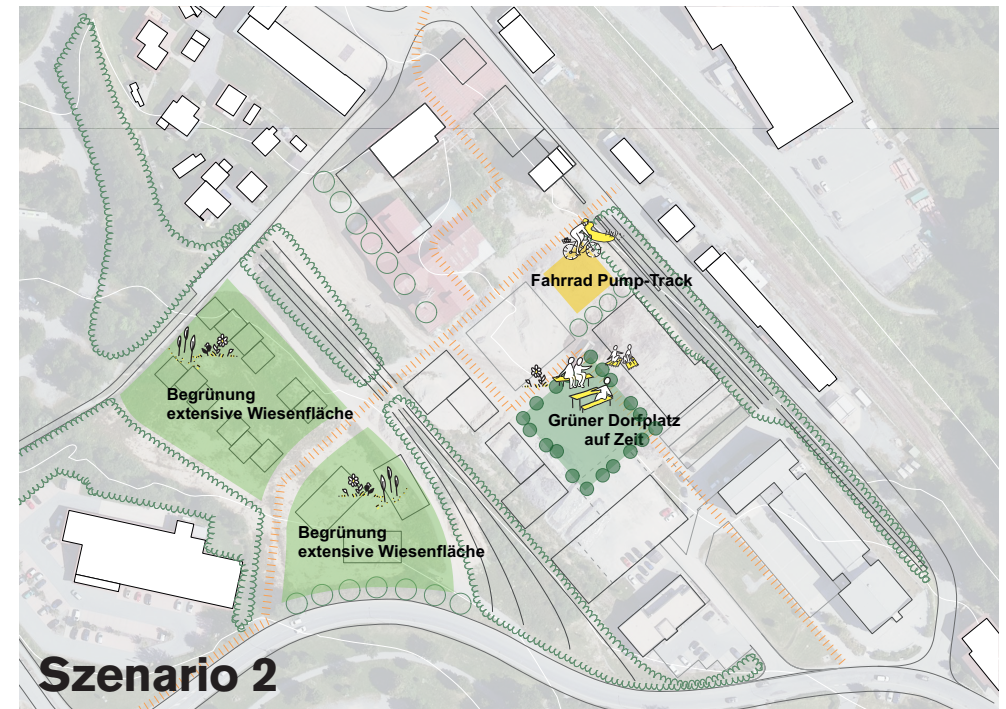 Fahrrad Pump-Track
Grüner Dorfplatz
auf Zeit
Begrünung
extensive Wiesenfläche
Begrünung
extensive Wiesenfläche
Szenario 2